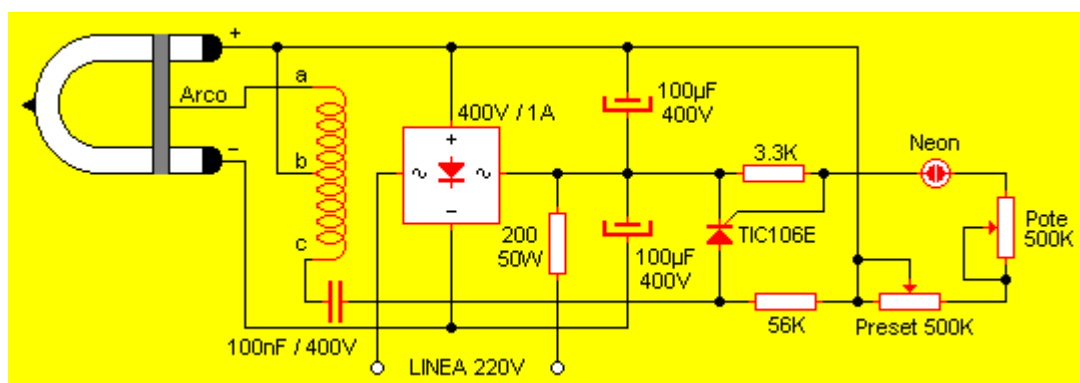 +
a
Arco
400V / 1A
100µF
400V
Neon
+
3.3K
−
b
~
~
c
−
200
50W
100µF
400V
TIC106E
Pote
500K
100nF / 400V
56K
Preset 500K
LINEA 220V